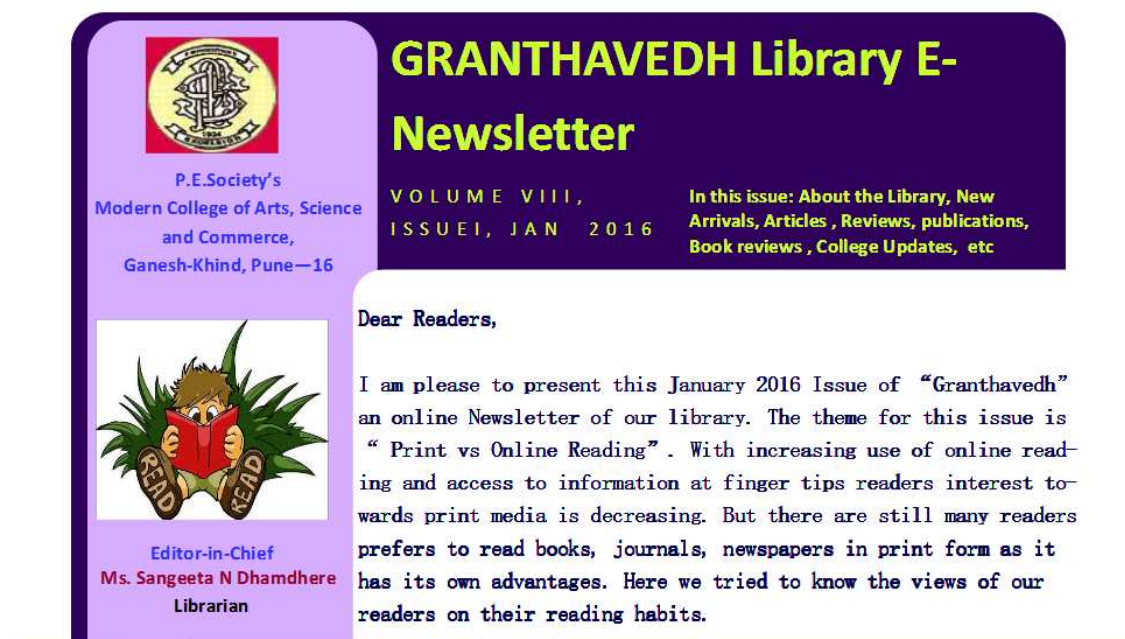 GRANTHAVEDH Library E-
Newsletter
VOLUME VIII,
ISSUEI, JAN 2016
In this issue: About the Library, New
Arrivals, Articles , Reviews, publications,
Book reviews , College Updates, etc
1934
P.E.Society's
Modern College of Arts, Science
and Commerce,
Ganesh-Khind, Pune—16
READ
READ
Editor-in-Chief
Ms. Sangeeta N Dhamdhere
Librarian
Dear Readers,
I am please to present this January 2016 Issue of “Granthavedh”
an online Newsletter of our library. The theme for this issue is
“ Print vs Online Reading”. With increasing use of online read-
ing and access to information at finger tips readers interest to-
wards print media is decreasing. But there are still many readers
prefers to read books, journals, newspapers in print form as it
has its own advantages. Here we tried to know the views of our
readers on their reading habits.